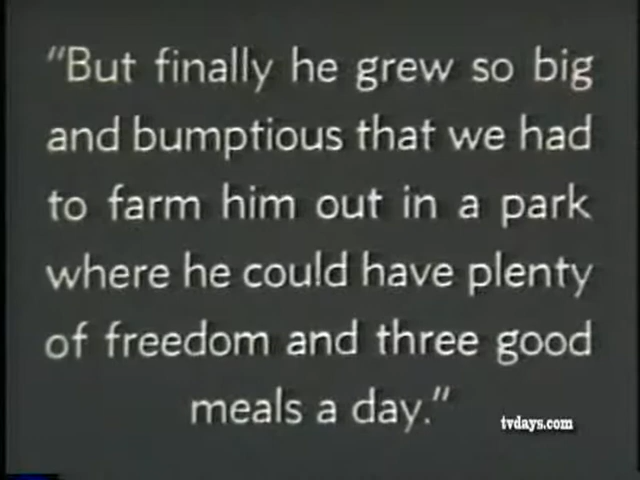 "But finally he grew so big
and bumptious that we had
to farm him out in a park
where he could have plenty
of freedom and three good
meals a day."
tvdays.com